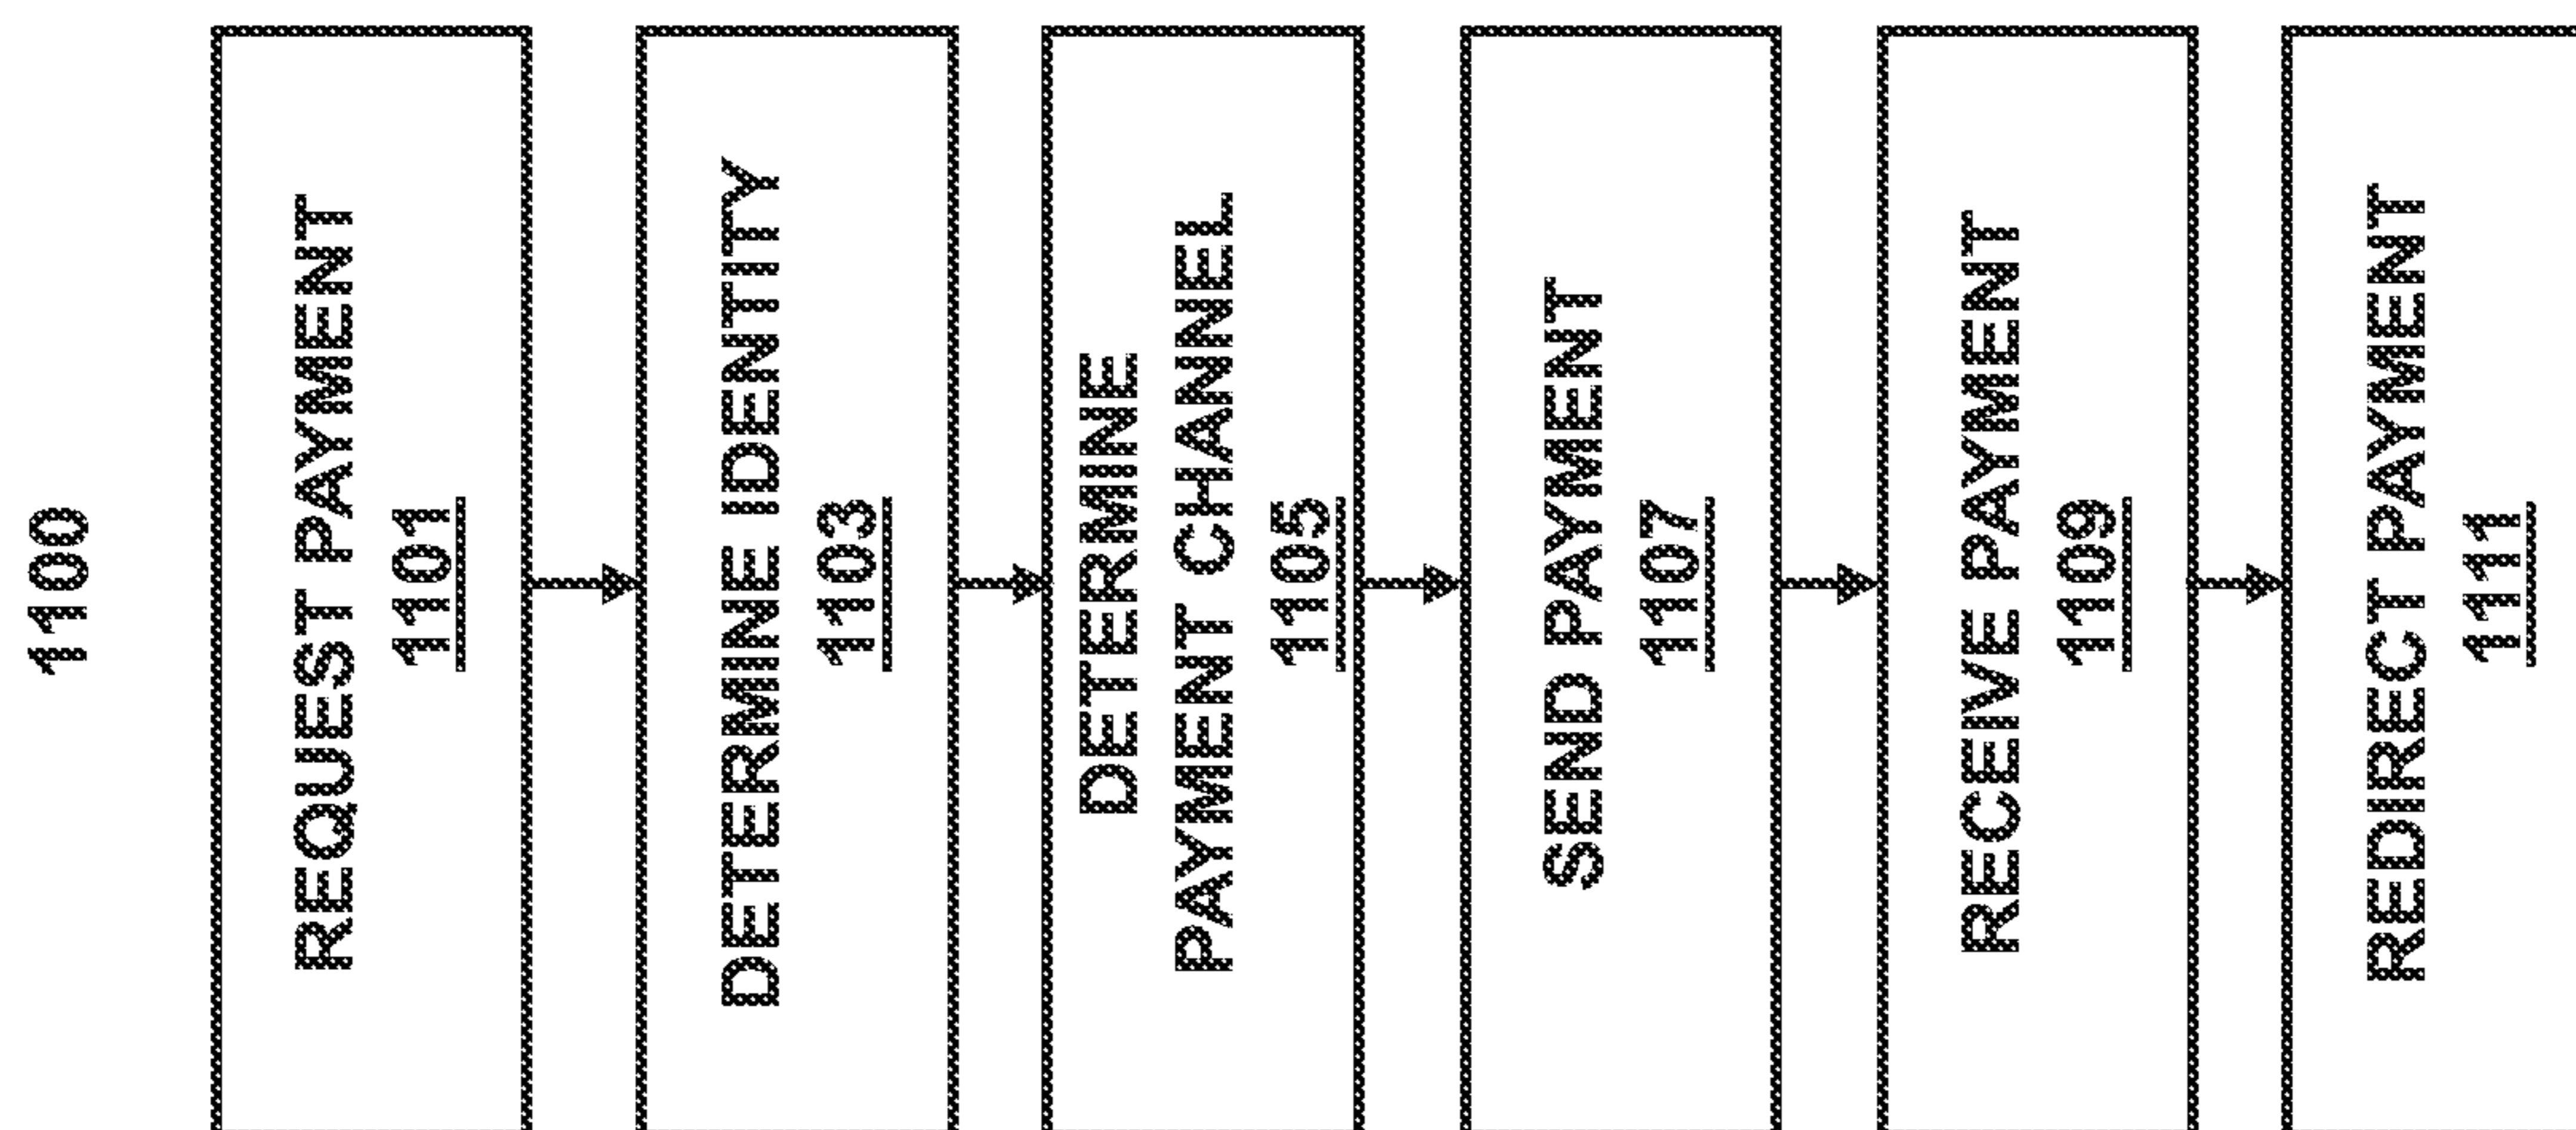 1100
REQUEST PAYMENT
1101
DETERMINE IDENTITY
1103
DETERMINE
PAYMENT CHANNEL
1105
SEND PAYMENT
1107
RECEIVE PAYMENT
1109
REDIRECT PAYMENT
1111